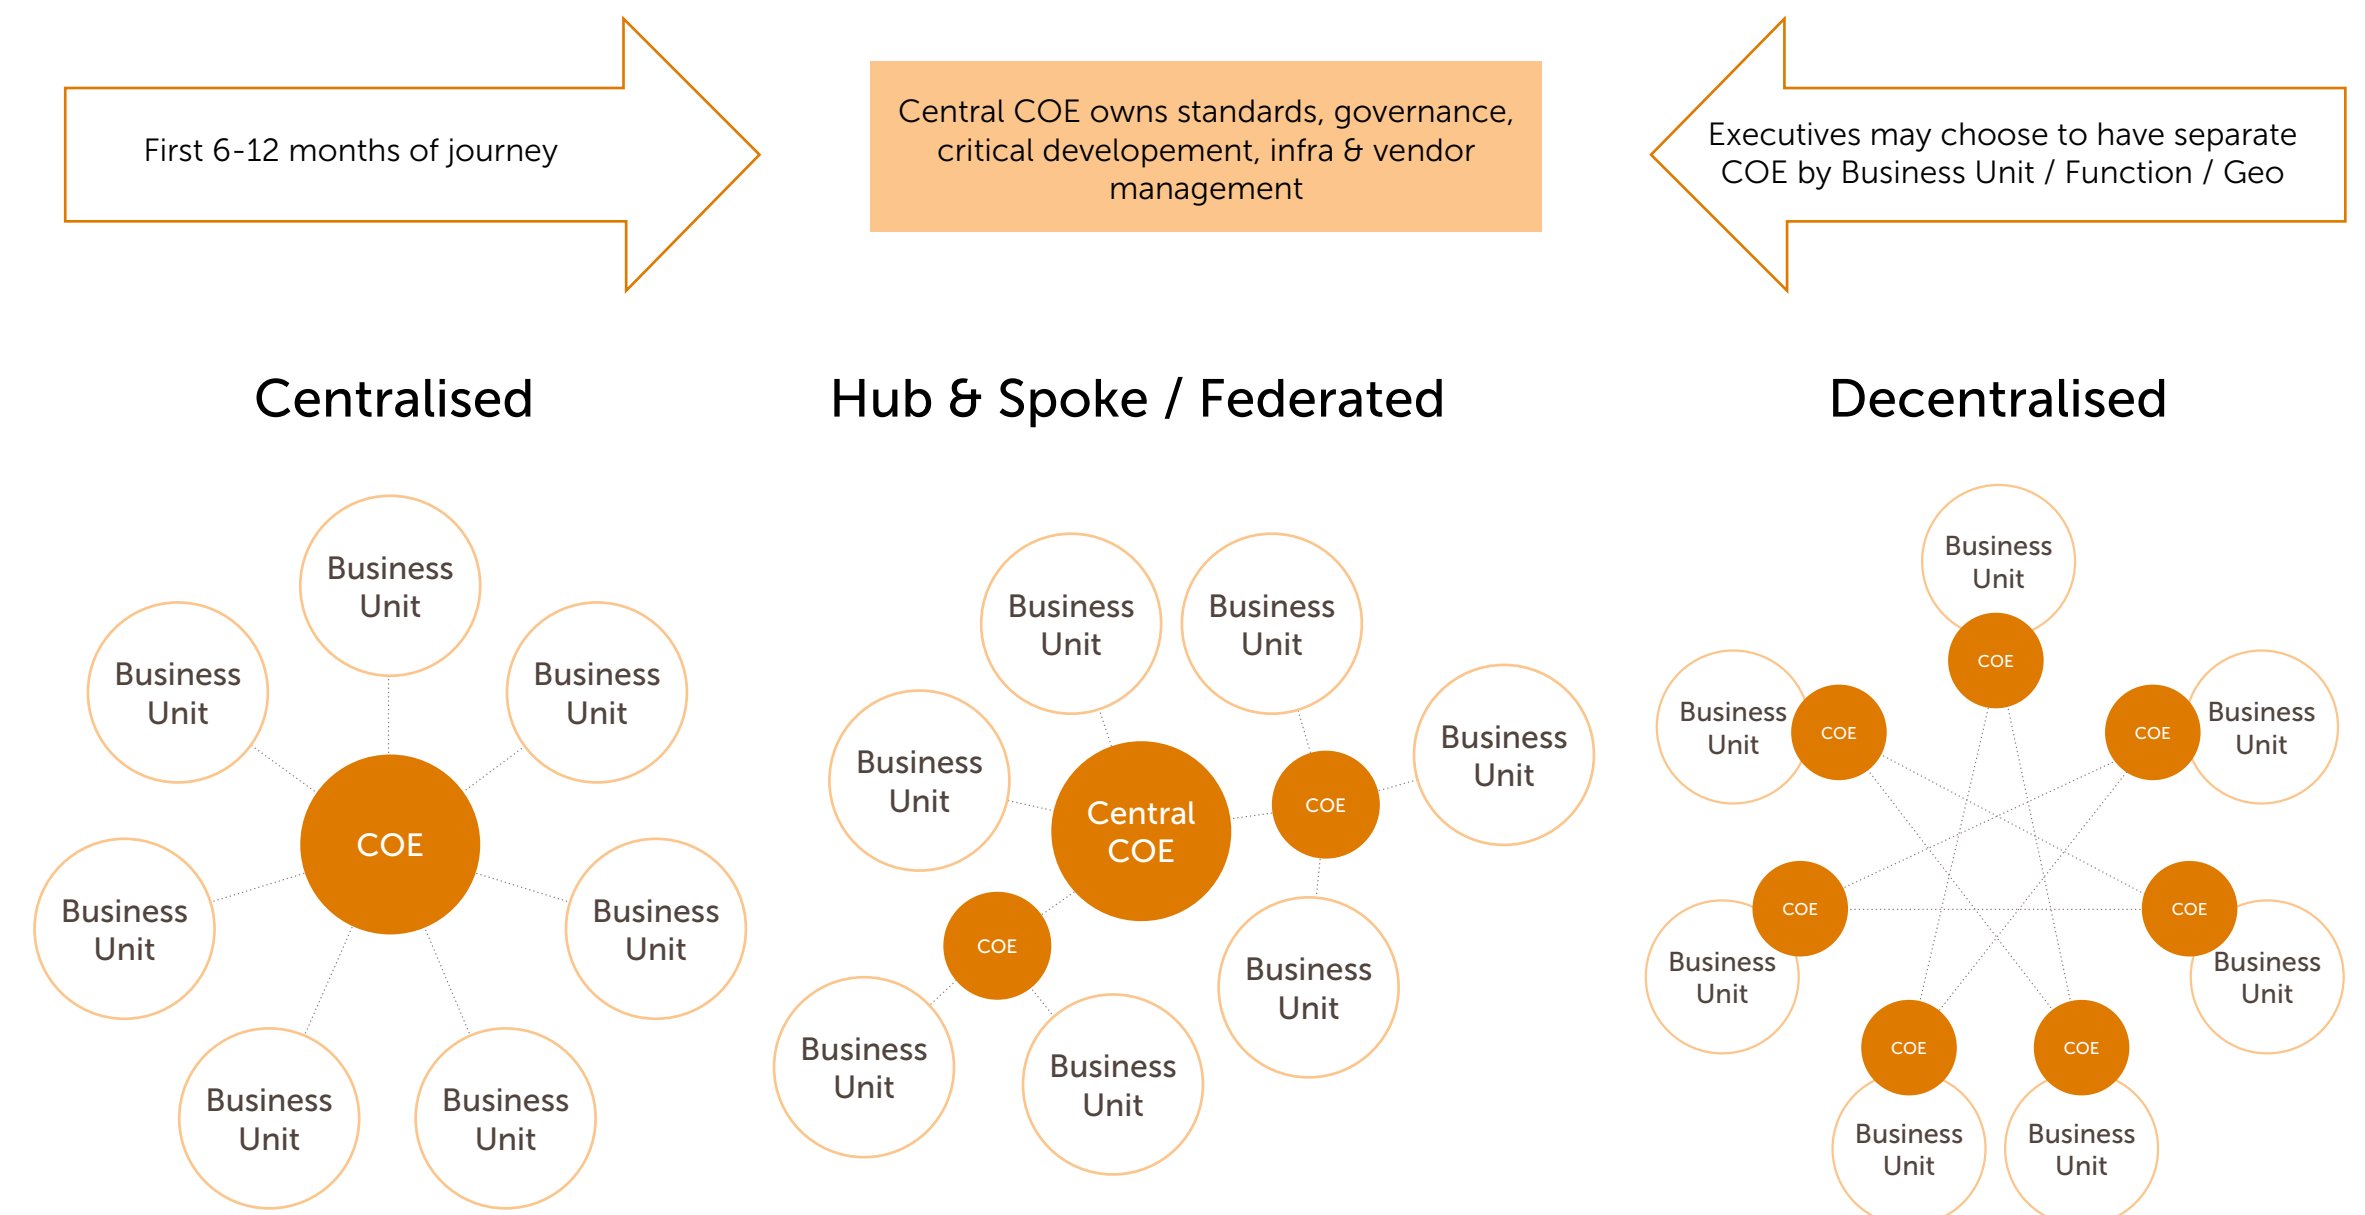 First 6-12 months of journey
Central COE owns standards, governance,
critical developement, infra & vendor
management
Executives may choose to have separate
COE by Business Unit / Function / Geo
Centralised
Hub & Spoke / Federated
Decentralised
Business
Unit
Business
Unit
Business
Unit
COE
Business
Unit
Business
Unit
Business
Unit
Business
Unit
Business
Unit
Business
Unit
Business
Unit
Business
Unit
Central
COE
COE
COE
Business
Unit
Business
Unit
Business
Unit
Business
Unit
COE
Business
Unit
COE
COE
Business
Unit
COE
COE
Business
Unit
Business
Unit
COE
COE
Business
Unit
Business
Unit